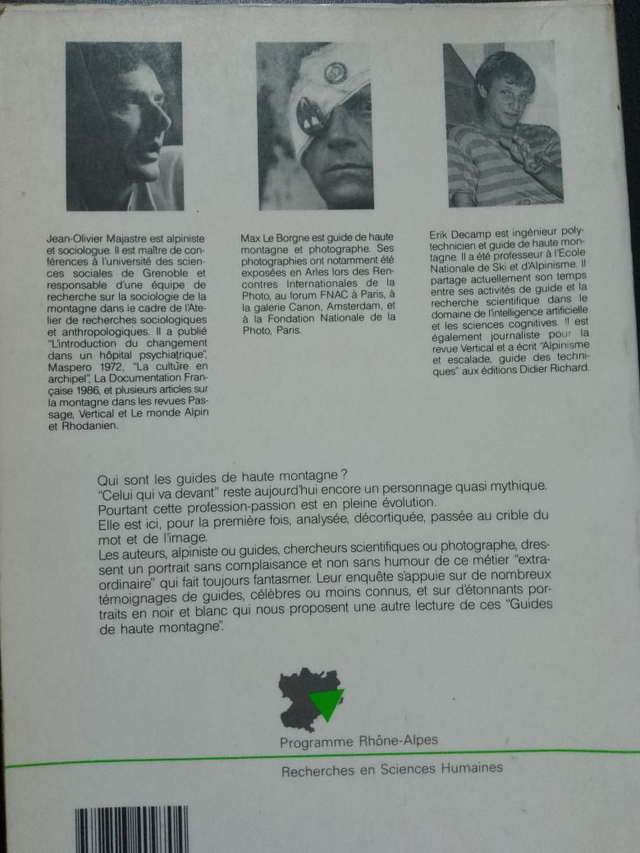 Jean-Olivier Majastre est alpiniste
et sociologue. Il est maître de con-
férences à l'université des scien-
ces sociales de Grenoble et
responsable d'une équipe de
recherche sur la sociologie de la
montagne dans le cadre de l'Ate-
lier de recherches sociologiques
et anthropologiques. Il a publié
"L'introduction du changement
dans un hôpital psychiatrique",
Maspero 1972, "La culture en
archipel", La Documentation Fran-
çaise 1986, et plusieurs articles sur
la montagne dans les revues Pas-
sage, Vertical et Le monde Alpin
et Rhodanien.
Max Le Borgne est guide de haute
montagne et photographe. Ses
photographies ont notamment été
exposées en Arles lors des Ren-
contres Internationales de la
Photo, au forum FNAC à Paris, à
la galerie Canon, Amsterdam, et
à la Fondation Nationale de la
Photo, Paris.
Erik Decamp est ingénieur poly-
technicien et guide de haute mon-
tagne. Il a été professeur à l'Ecole
Nationale de Ski et d'Alpinisme. Il
partage actuellement son temps
entre ses activités de guide et la
recherche scientifique dans le
domaine de l'intelligence artificielle
et les sciences cognitives. Il est
également journaliste pour la
revue Vertical et a écrit "Alpinisme
et escalade, guide des techni-
ques" aux éditions Didier Richard.
Qui sont les guides de haute montagne ?
"Celui qui va devant" reste aujourd'hui encore un personnage quasi mythique.
Pourtant cette profession-passion est en pleine évolution.
Elle est ici, pour la première fois, analysée, décortiquée, passée au crible du
mot et de l'image.
Les auteurs, alpiniste ou guides, chercheurs scientifiques ou photographe, dres-
sent un portrait sans complaisance et non sans humour de ce métier "extra-
ordinaire" qui fait toujours fantasmer. Leur enquête s'appuie sur de nombreux
témoignages de guides, célèbres ou moins connus, et sur d'étonnants por-
traits en noir et blanc qui nous proposent une autre lecture de ces "Guides
de haute montagne".
Programme Rhône-Alpes
Recherches en Sciences Humaines